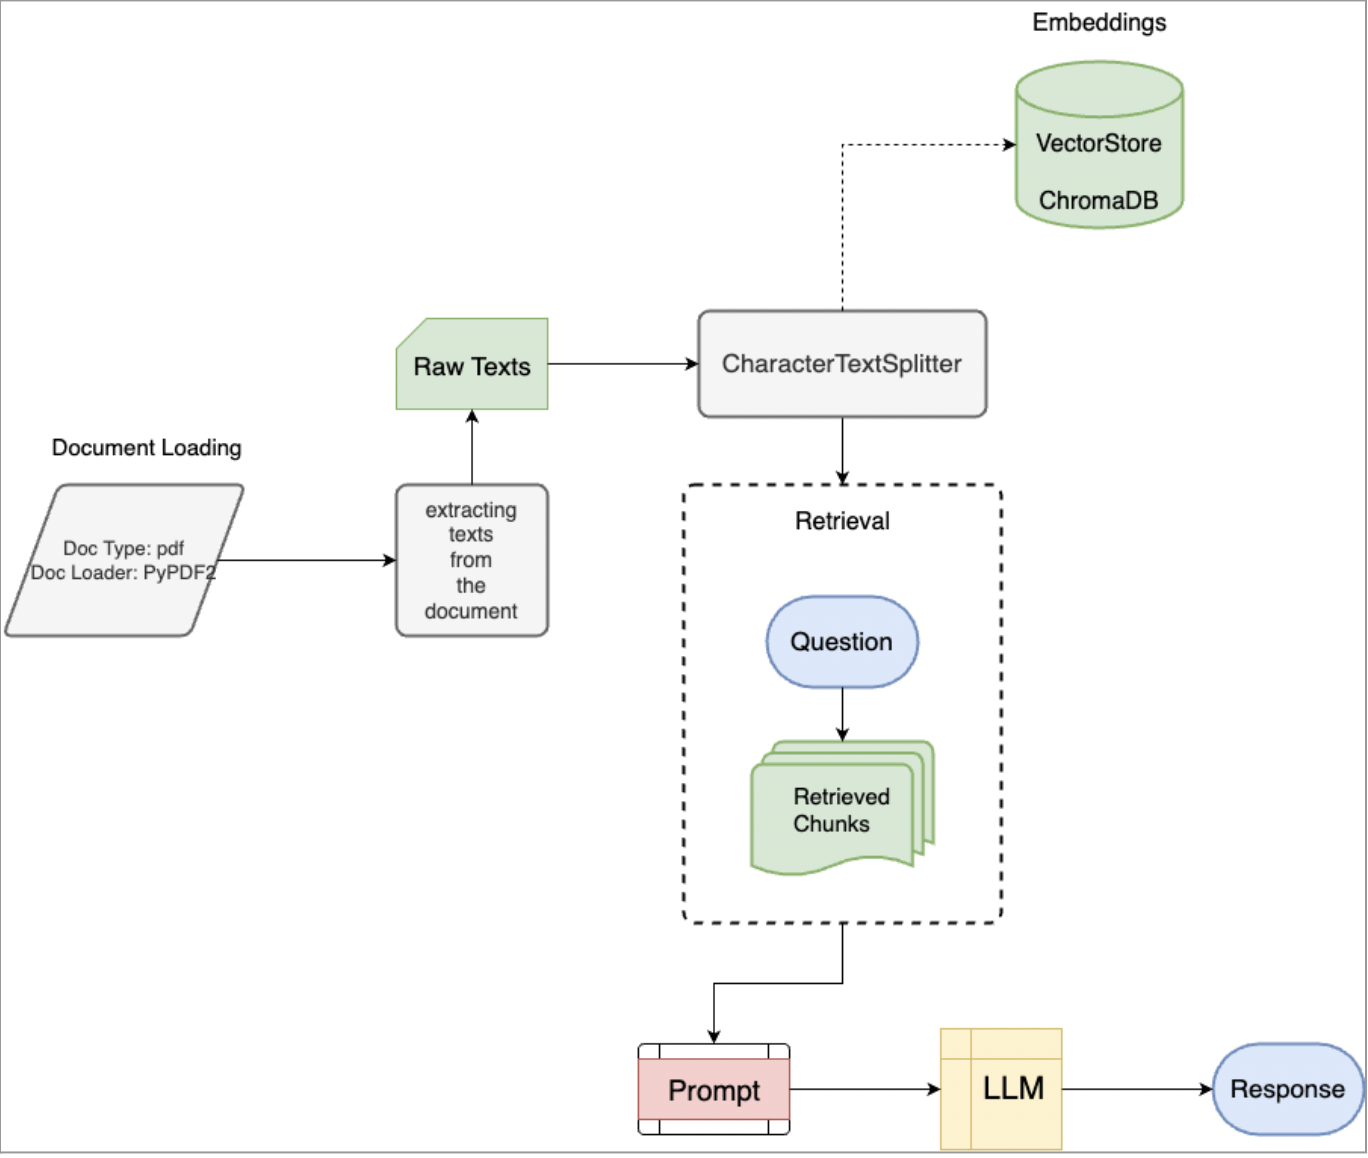 Embeddings
VectorStore
ChromaDB
Raw Texts
CharacterTextSplitter
Document Loading
Doc Type: pdf
Doc Loader: PyPDF2
extracting
texts
from
the
document
Retrieval
Question
Retrieved
Chunks
Prompt
LLM
Response